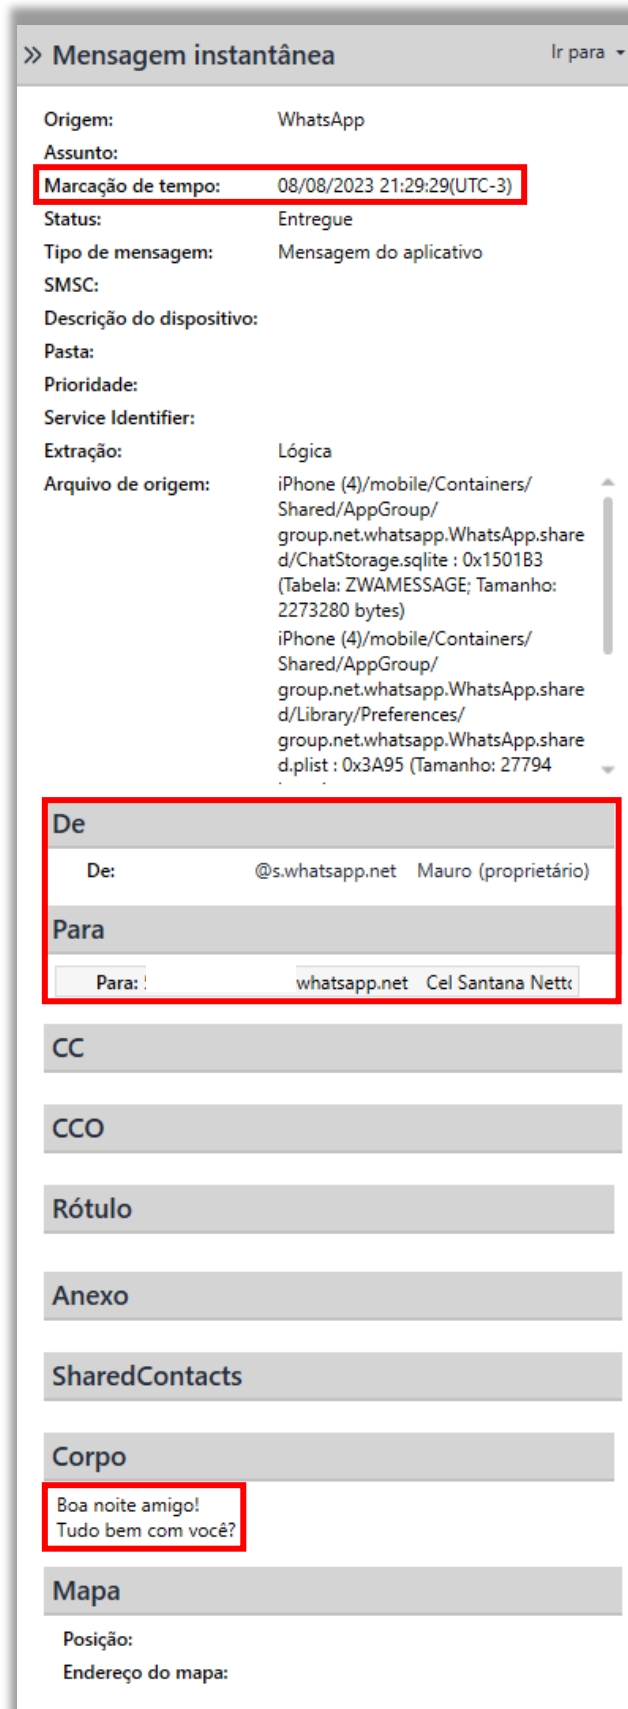 » Mensagem instantânea Ir para
Origem: WhatsApp
Assunto:
Marcação de tempo: 08/08/2023 21:29:29(UTC-3)
Status: Entregue
Tipo de mensagem: Mensagem do aplicativo
SMSC:
Descrição do dispositivo:
Pasta:
Prioridade:
Service Identifier:
Extração: Lógica
Arquivo de origem: iPhone (4)/mobile/Containers/
Shared/AppGroup/
group.net.whatsapp.WhatsApp.share
d/ChatStorage.sqlite : 0x1501B3
(Tabela: ZWAMESSAGE; Tamanho:
2273280 bytes)
iPhone (4)/mobile/Containers/
Shared/AppGroup/
group.net.whatsapp.WhatsApp.share
d/Library/Preferences/
group.net.whatsapp.WhatsApp.share
d.plist : 0x3A95 (Tamanho: 27794
De
De: @s.whatsapp.net Mauro (proprietário)
Para
Para: whatsapp.net Cel Santana Netto
CC
CCO
Rótulo
Anexo
SharedContacts
Corpo
Boa noite amigo!
Tudo bem com você?
Mapa
Posição:
Endereço do mapa: